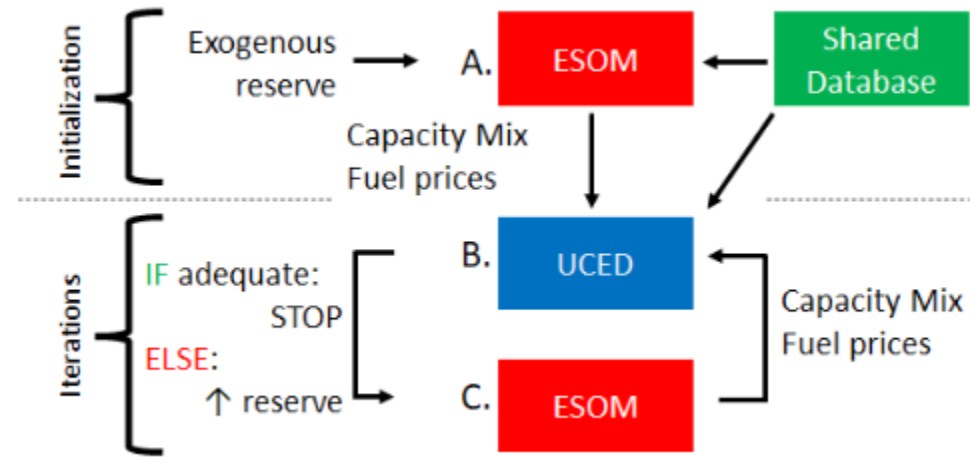 Initialization
Exogenous
reserve
A.
ESOM
Shared
Database
Capacity Mix
Fuel prices
Iterations
IF adequate:
STOP
ELSE:
↑ reserve
B.
UCED
Capacity Mix
Fuel prices
C.
ESOM